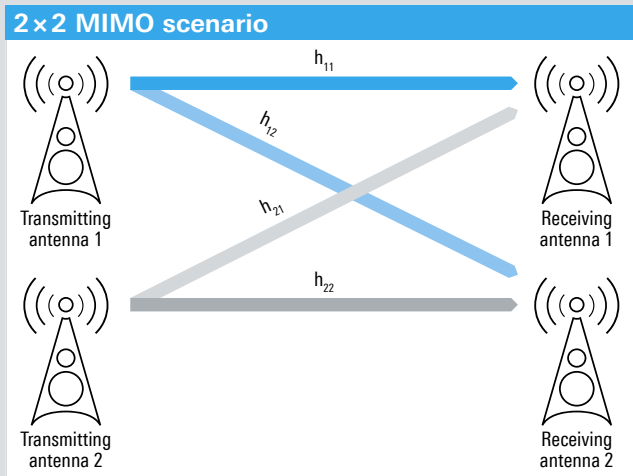 2×2 MIMO scenario
h₁₁
h₁₂
Transmitting
antenna 1
Receiving
antenna 1
h₂₁
h₂₂
Transmitting
antenna 2
Receiving
antenna 2